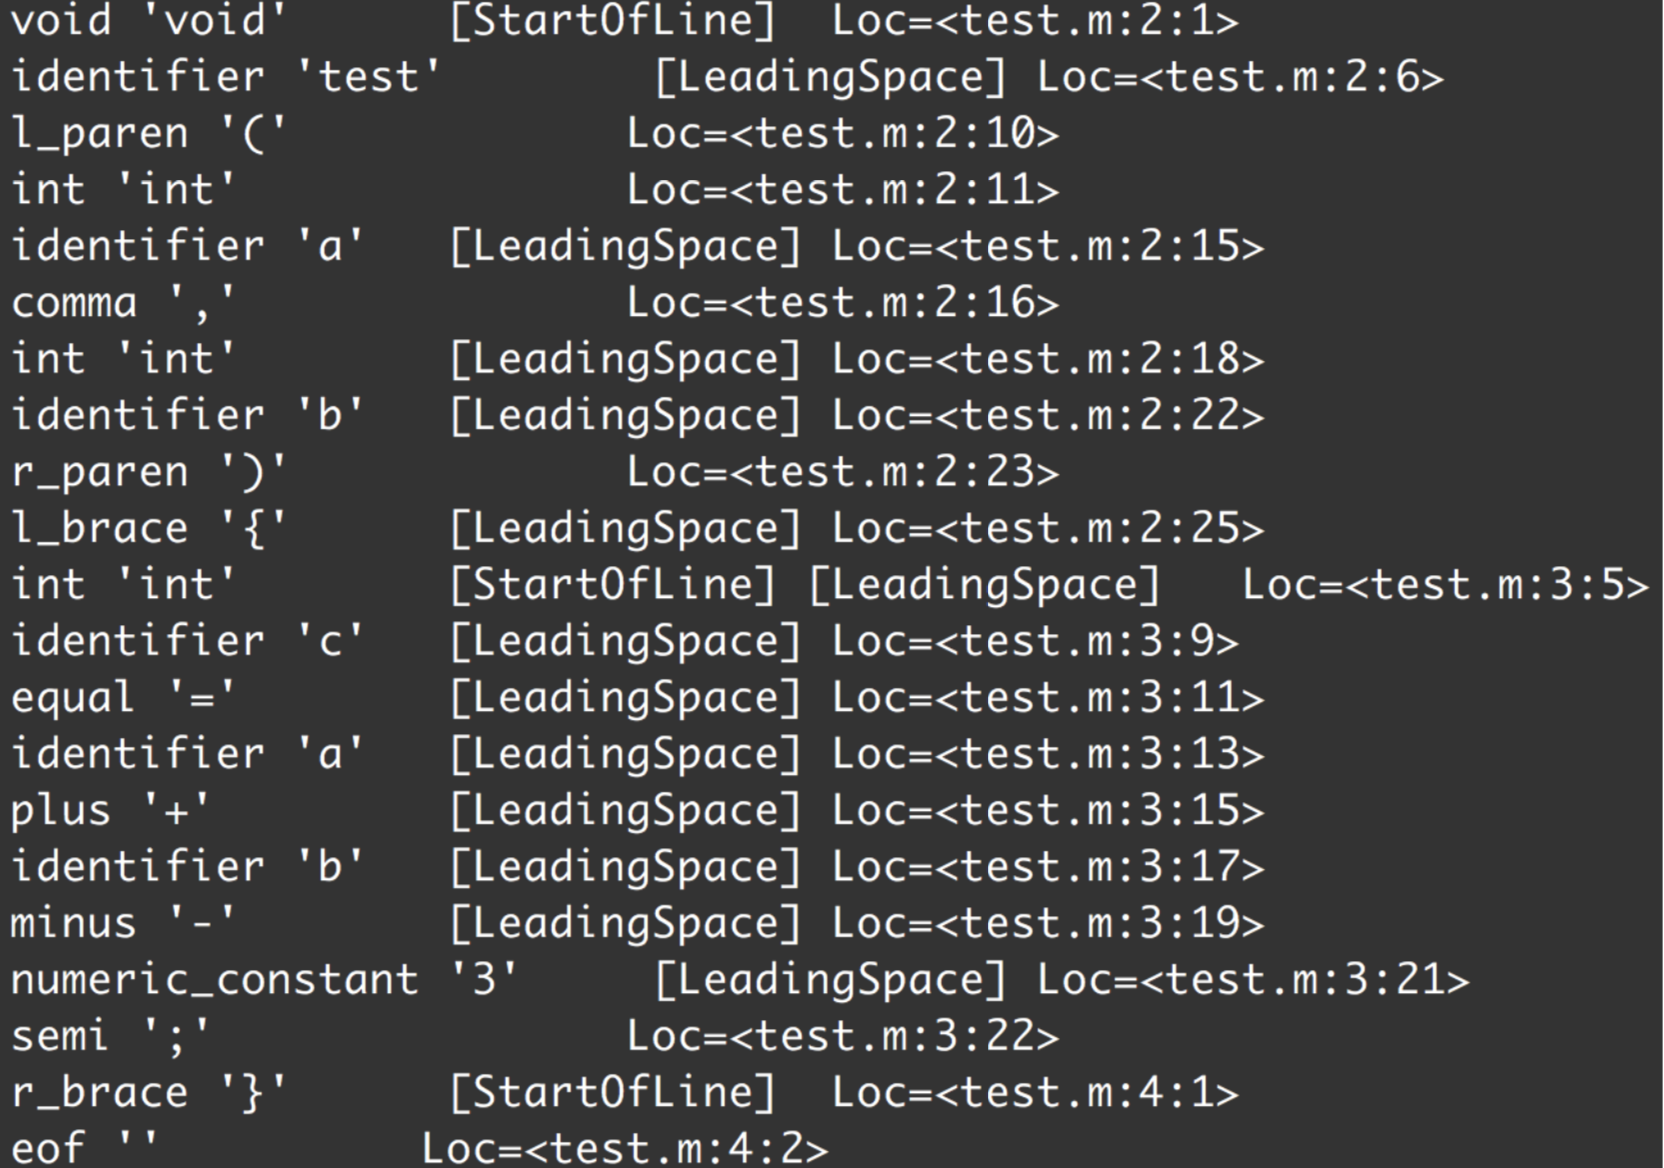 void 'void'	 [StartOfLine]	Loc=<test.m:2:1>
identifier 'test'	 [LeadingSpace]	Loc=<test.m:2:6>
l_paren '('		Loc=<test.m:2:10>
int 'int'		Loc=<test.m:2:11>
identifier 'a'	 [LeadingSpace]	Loc=<test.m:2:15>
comma ','		Loc=<test.m:2:16>
int 'int'	 [LeadingSpace]	Loc=<test.m:2:18>
identifier 'b'	 [LeadingSpace]	Loc=<test.m:2:22>
r_paren ')'		Loc=<test.m:2:23>
l_brace '{'	 [LeadingSpace]	Loc=<test.m:2:25>
int 'int'	 [StartOfLine] [LeadingSpace]	Loc=<test.m:3:5>
identifier 'c'	 [LeadingSpace]	Loc=<test.m:3:9>
equal '='	 [LeadingSpace]	Loc=<test.m:3:11>
identifier 'a'	 [LeadingSpace]	Loc=<test.m:3:13>
plus '+'	 [LeadingSpace]	Loc=<test.m:3:15>
identifier 'b'	 [LeadingSpace]	Loc=<test.m:3:17>
minus '-'	 [LeadingSpace]	Loc=<test.m:3:19>
numeric_constant '3'	 [LeadingSpace]	Loc=<test.m:3:21>
semi ';'		Loc=<test.m:3:22>
r_brace '}'	 [StartOfLine]	Loc=<test.m:4:1>
eof ''		Loc=<test.m:4:2>